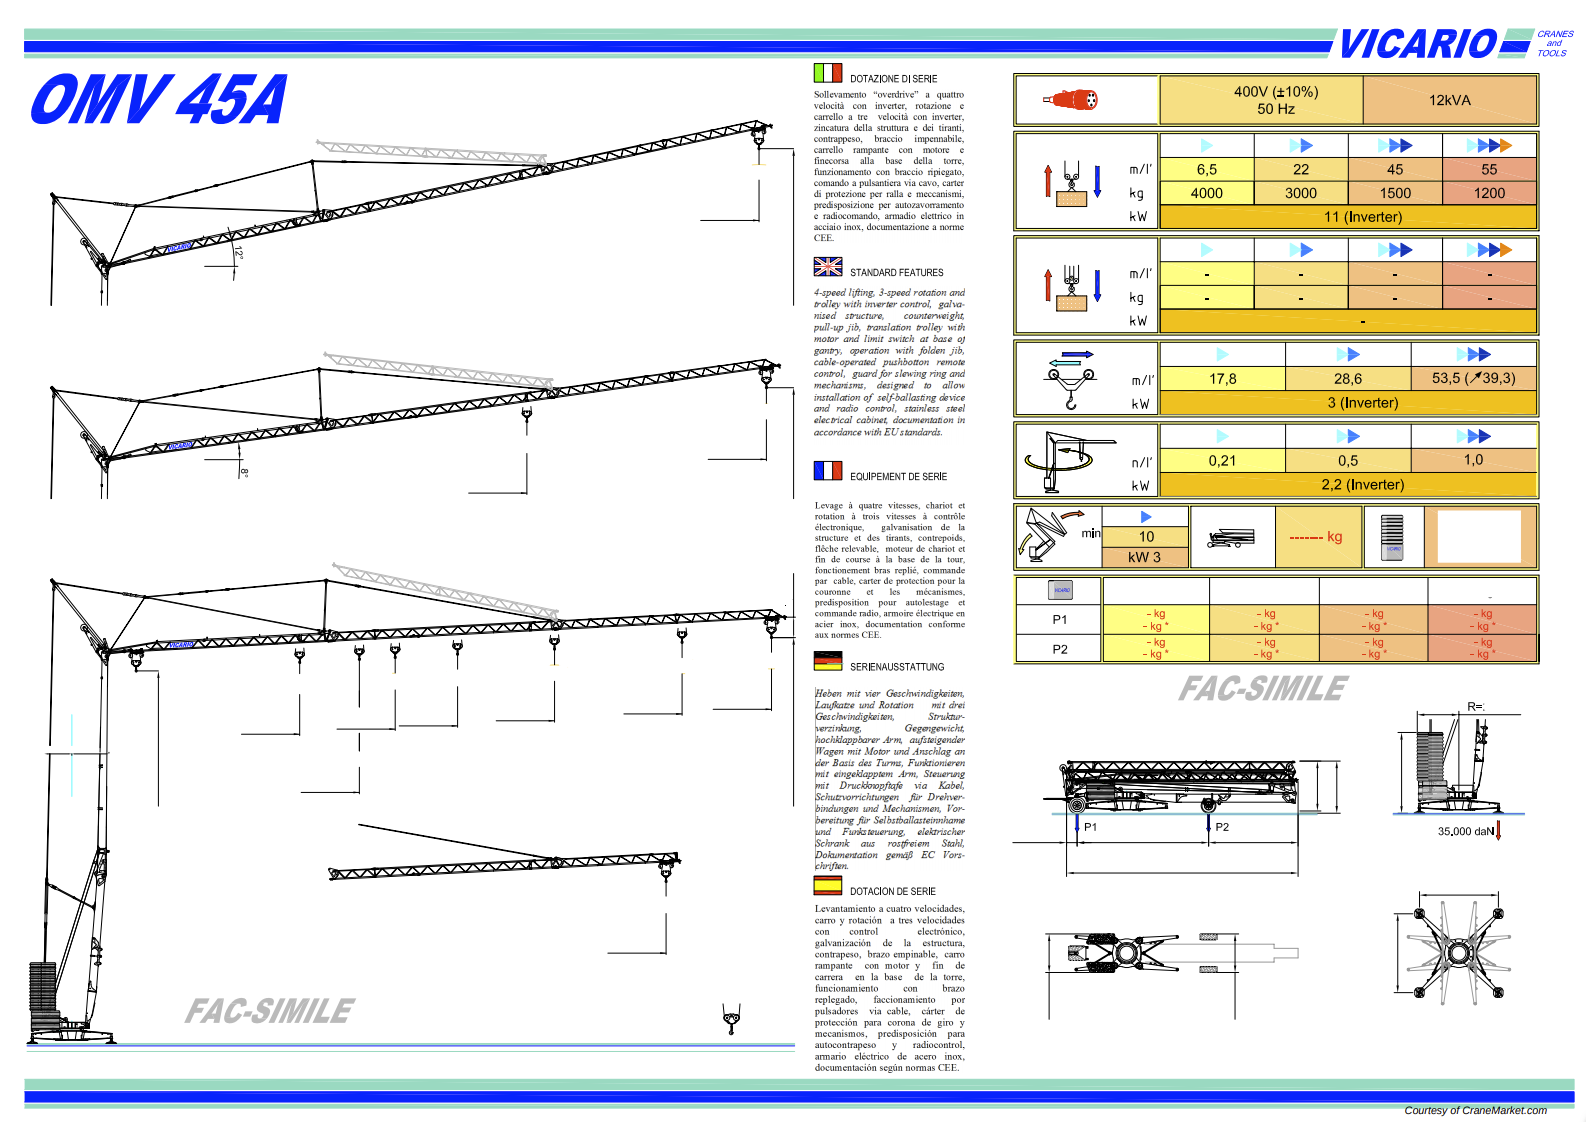 VICARIO
CRANES
and
TOOLS
OMV 45A
VICARIO
12°
VICARIO
8°
VICARIO
FAC-SIMILE
DOTAZIONE DI SERIE
Sollevamento “overdrive” a quattro
velocità con inverter, rotazione e
carrello a tre velocità con inverter,
zincatura della struttura e dei tiranti,
contrappeso, braccio impennabile,
carrello rampante con motore e
finecorsa alla base della torre,
funzionamento con braccio ripiegato,
comando a pulsantiera via cavo, carter
di protezione per ralla e meccanismi,
predisposizione per autozavorramento
e radiocomando, armadio elettrico in
acciaio inox, documentazione a norme
CEE.
STANDARD FEATURES
4-speed lifting, 3-speed rotation and
trolley with inverter control, galva-
nised structure, counterweight,
pull-up jib, translation trolley with
motor and limit switch at base of
gantry, operation with folden jib,
cable-operated pushbotton remote
control, guard for slewing ring and
mechanisms, designed to allow
installation of self-ballasting device
and radio control, stainless steel
electrical cabinet, documentation in
accordance with EU standards.
EQUIPEMENT DE SERIE
Levage à quatre vitesses, chariot et
rotation à trois vitesses à contrôle
électronique, galvanisation de la
structure et des tirants, contrepoids,
flêche relevable, moteur de chariot et
fin de course à la base de la tour,
fonctionement bras replié, commande
par cable, carter de protection pour la
couronne et les mécanismes,
predisposition pour autolestage et
commande radio, armoire électrique en
acier inox, documentation conforme
aux normes CEE.
SERIENAUSSTATTUNG
Heben mit vier Geschwindigkeiten,
Laufkatze und Rotation mit drei
Geschwindigkeiten, Struktur-
verzinkung, Gegengewicht,
hochklappbarer Arm, aufsteigender
Wagen mit Motor und Anschlag an
der Basis des Turms, Funktionieren
mit eingeklapptem Arm, Steuerung
mit Druckknopftafe via Kabel,
Schutzvorrichtungen für Drehver-
bindungen und Mechanismen, Vor-
bereitung für Selbstballasteinnhame
und Funksteuerung, elektrischer
Schrank aus rostfreiem Stahl,
Dokumentation gemäß EC Vors-
chriften.
DOTACION DE SERIE
Levantamiento a cuatro velocidades,
carro y rotación a tres velocidades
con control electrónico,
galvanización de la estructura,
contrapeso, brazo empinable, carro
rampante con motor y fin de
carrera en la base de la torre,
funcionamiento con brazo
replegado, faccionamiento por
pulsadores via cable, cárter de
protección para corona de giro y
mecanismos, predisposición para
autocontrapeso y radiocontrol,
armario eléctrico de acero inox,
documentación según normas CEE.
400V (±10%) 12kVA
50 Hz
m/l' 6,5 22 45 55
kg 4000 3000 1500 1200
kW 11 (Inverter)
m/l' - - - -
kg - - - -
kW -
m/l' 17,8 28,6 53,5 (↗39,3)
kW 3 (Inverter)
n/l' 0,21 0,5 1,0
kW 2,2 (Inverter)
min 10 ------- kg VICARIO
kW 3
VICARIO -
P1 - kg - kg - kg - kg
- kg * - kg * - kg * - kg *
P2 - kg - kg - kg - kg
- kg * - kg * - kg * - kg *
FAC-SIMILE
R=:
P1 P2
35.000 daN
Courtesy of CraneMarket.com